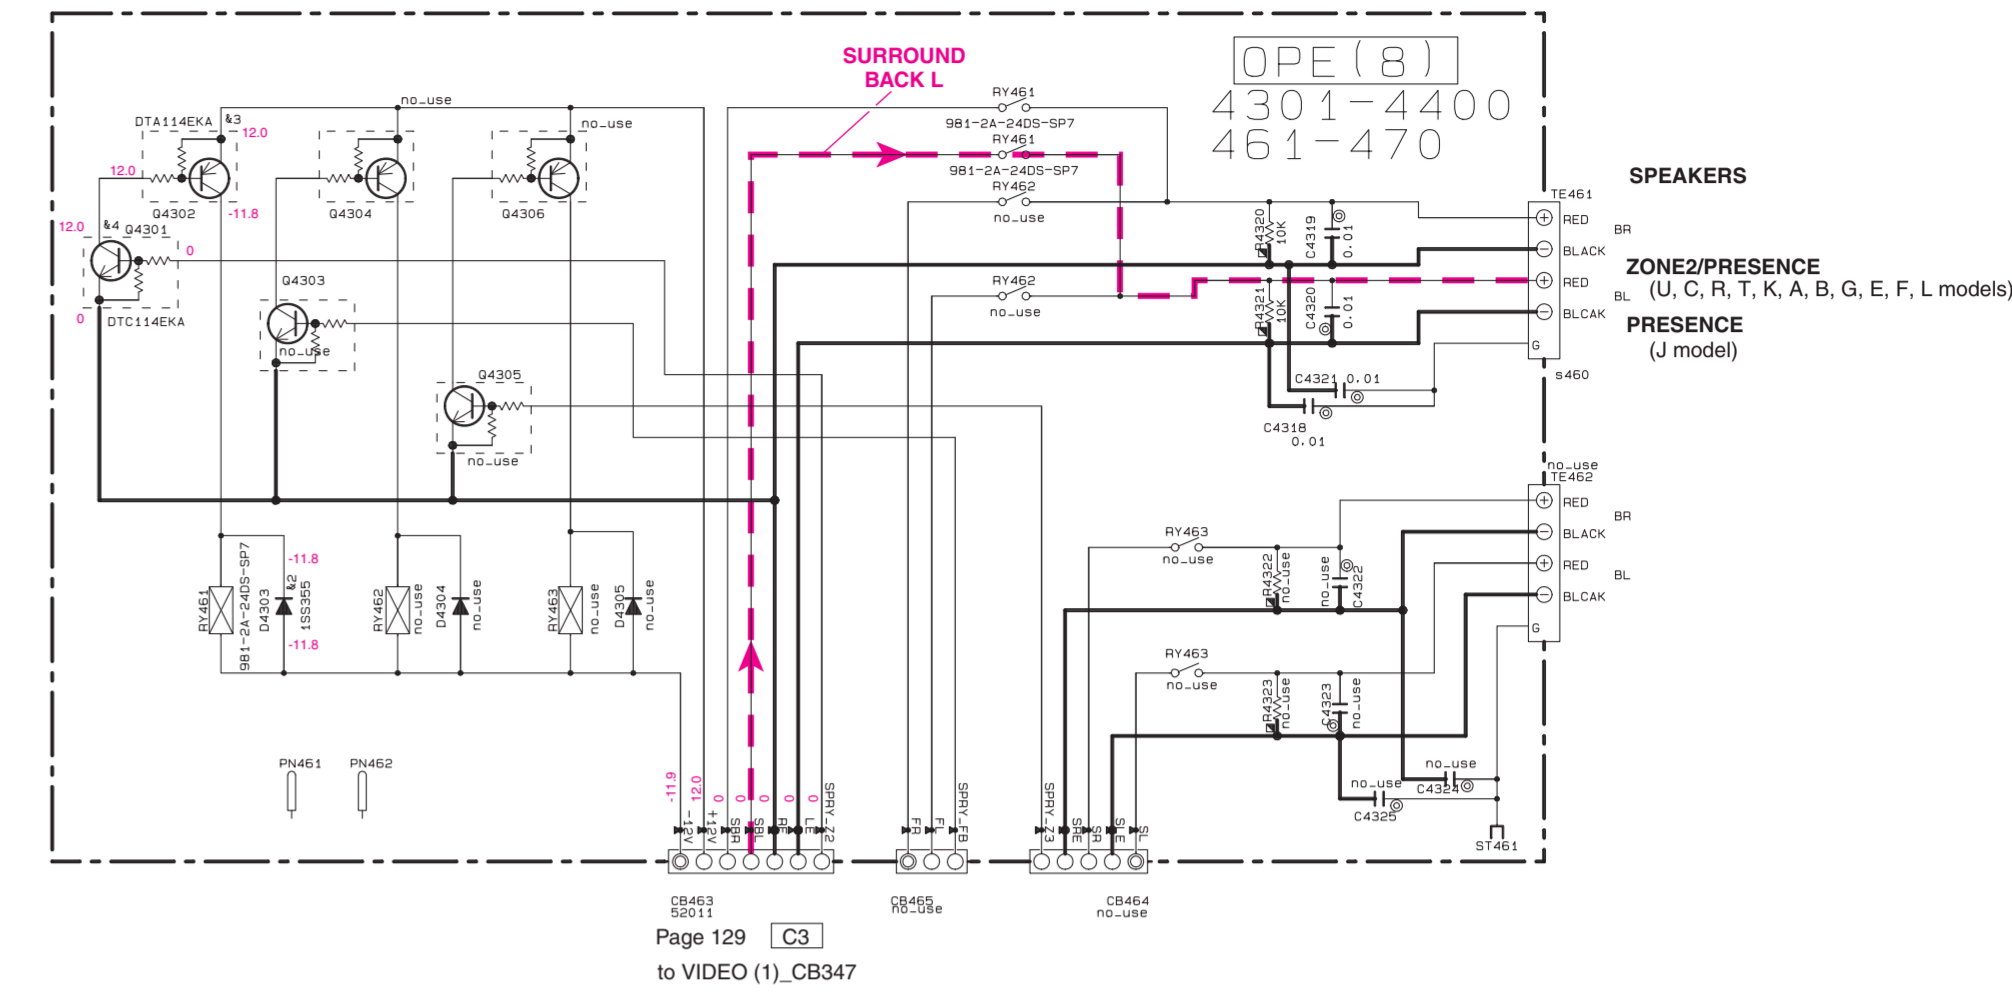 SURROUND
BACK L
OPE(8)
4301-4400
461-470
RY461
981-2A-24DS-SP7
RY461
981-2A-24DS-SP7
RY462
no_use
RY462
no_use
no_use
no_use
DTA114EKA
&3
12.0
12.0
Q4302
-11.8
Q4304
Q4306
12.0
&4
Q4301
0
0
DTC114EKA
Q4303
no_use
Q4305
no_use
R4320
10K
C4319
0.01
R4321
10K
C4320
0.01
C4321 0.01
C4318
0.01
TE461
RED
BR
BLACK
RED
BL
BLCAK
G
s460
SPEAKERS
ZONE2/PRESENCE
(U, C, R, T, K, A, B, G, E, F, L models)
PRESENCE
(J model)
no_use
TE462
RED
BR
BLACK
RED
BL
BLCAK
G
RY463
no_use
R4322
no_use
no_use
C4322
RY463
no_use
R4323
no_use
C4323
no_use
no_use
C4324
no_use
C4325
ST461
RY461
981-2A-24DS-SP7
D4303
&2
1SS355
-11.8
-11.8
RY462
no_use
D4304
no_use
RY463
no_use
D4305
no_use
PN461
PN462
-11.9
12.0
0
0
0
0
0
-12V
+12V
SBR
SBL
RE
LE
SPRY-Z2
FR
FL
SPRY-FB
SPRY-Z3
SRE
SR
SLE
SL
CB463
52011
CB465
no_use
CB464
no_use
Page 129
C3
to VIDEO (1)_CB347